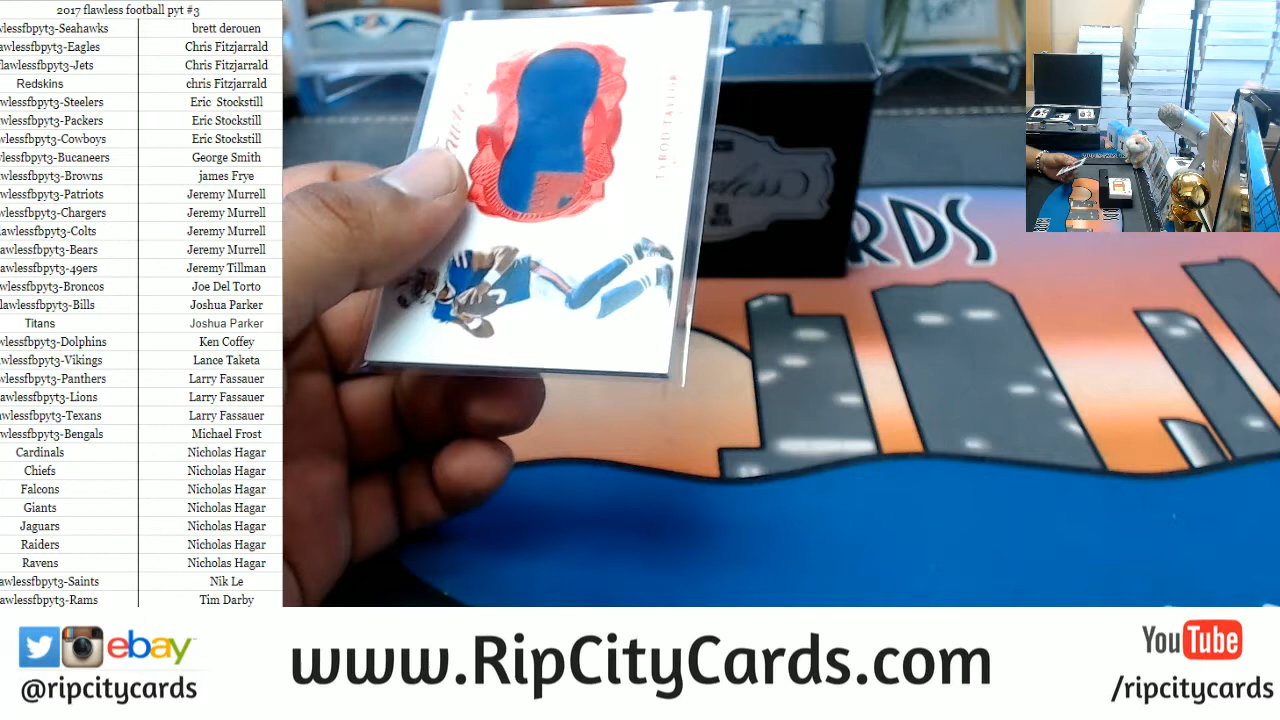 2017 flawless football pyt #3
wlessfbpyt3-Seahawks brett derouen
awlessfbpyt3-Eagles Chris Fitzjarrald
flawlessfbpyt3-Jets Chris Fitzjarrald
Redskins chris Fitzjarrald
wlessfbpyt3-Steelers Eric Stockstill
wlessfbpyt3-Packers Eric Stockstill
wlessfbpyt3-Cowboys Eric Stockstill
lessfbpyt3-Bucaneers George Smith
awlessfbpyt3-Browns james Frye
wlessfbpyt3-Patriots Jeremy Murrell
wlessfbpyt3-Chargers Jeremy Murrell
lawlessfbpyt3-Colts Jeremy Murrell
lawlessfbpyt3-Bears Jeremy Murrell
lawlessfbpyt3-49ers Jeremy Tillman
wlessfbpyt3-Broncos Joe Del Torto
flawlessfbpyt3-Bills Joshua Parker
Titans Joshua Parker
wlessfbpyt3-Dolphins Ken Coffey
wlessfbpyt3-Vikings Lance Taketa
wlessfbpyt3-Panthers Larry Fassauer
awlessfbpyt3-Lions Larry Fassauer
wlessfbpyt3-Texans Larry Fassauer
wlessfbpyt3-Bengals Michael Frost
Cardinals Nicholas Hagar
Chiefs Nicholas Hagar
Falcons Nicholas Hagar
Giants Nicholas Hagar
Jaguars Nicholas Hagar
Raiders Nicholas Hagar
Ravens Nicholas Hagar
awlessfbpyt3-Saints Nik Le
awlessfbpyt3-Rams Tim Darby
TYROD TAYLOR
Flawless
RDS
ebay
@ripcitycards
www.RipCityCards.com
YouTube
/ripcitycards